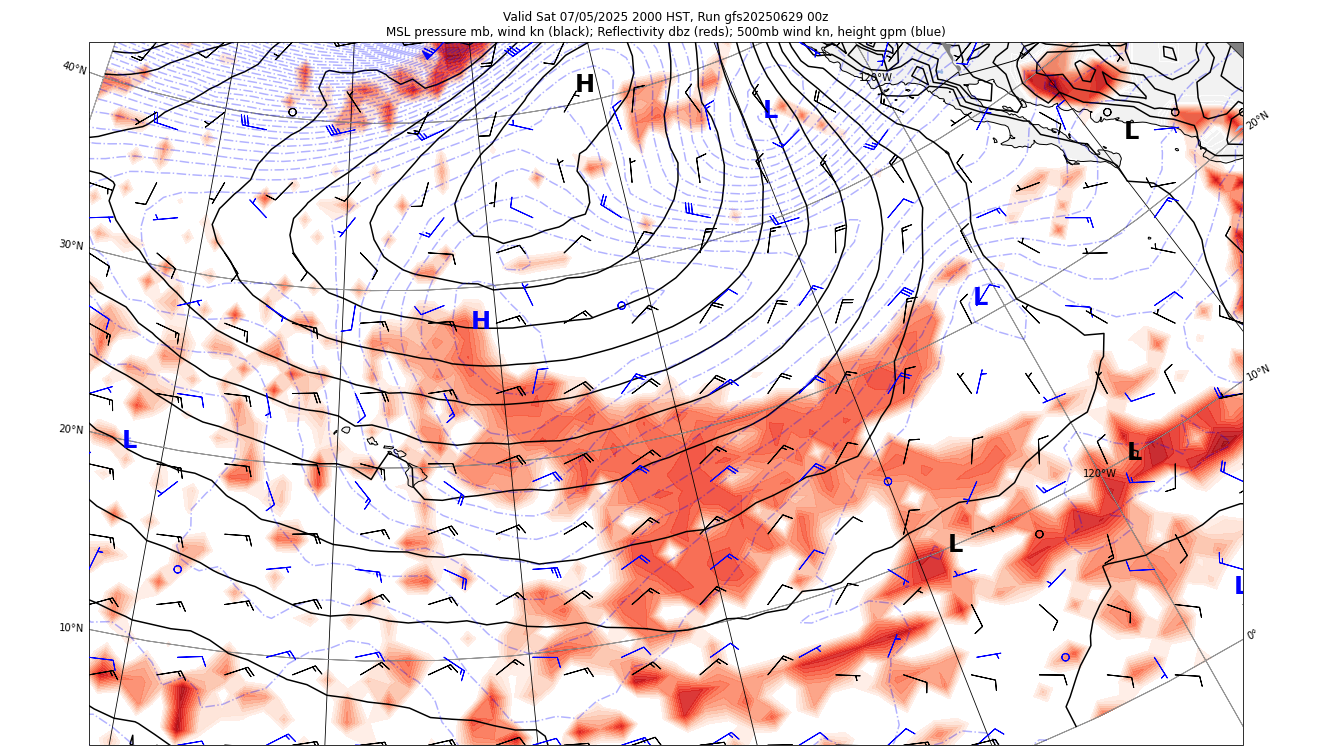 Valid Sat 07/05/2025 2000 HST, Run gfs20250629 00z
MSL pressure mb, wind kn (black); Reflectivity dbz (reds); 500mb wind kn, height gpm (blue)
40°N
H
120°W
L
L
20°N
30°N
L
H
10°N
20°N
L
L
120°W
L
L
10°N
0°